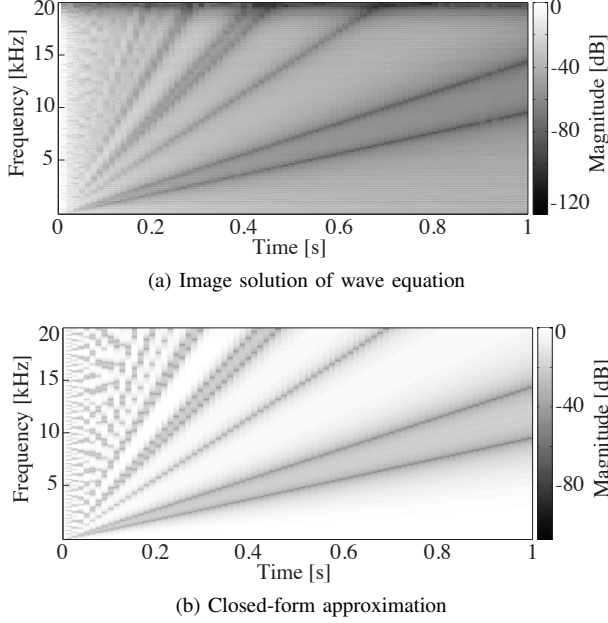 20
15
10
5
0 0.2 0.4 0.6 0.8 1
Time [s]
Frequency [kHz]
0
-40
-80
-120
Magnitude [dB]
(a) Image solution of wave equation
20
15
10
5
0 0.2 0.4 0.6 0.8 1
Time [s]
Frequency [kHz]
0
-40
-80
Magnitude [dB]
(b) Closed-form approximation